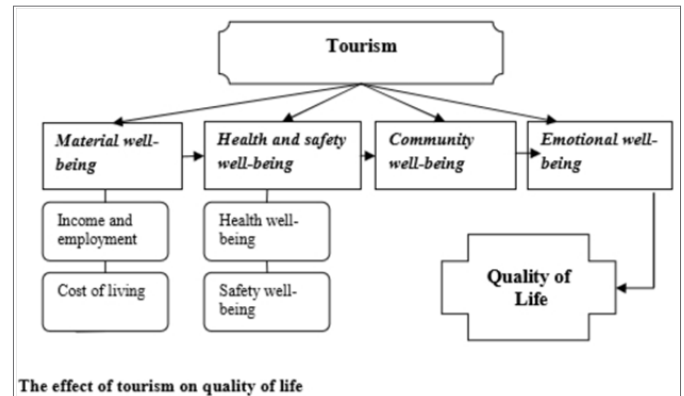 Tourism
Material well-
being
Health and safety
well-being
Community
well-being
Emotional well-
being
Income and
employment
Health well-
being
Cost of living
Safety well-
being
Quality of
Life
The effect of tourism on quality of life